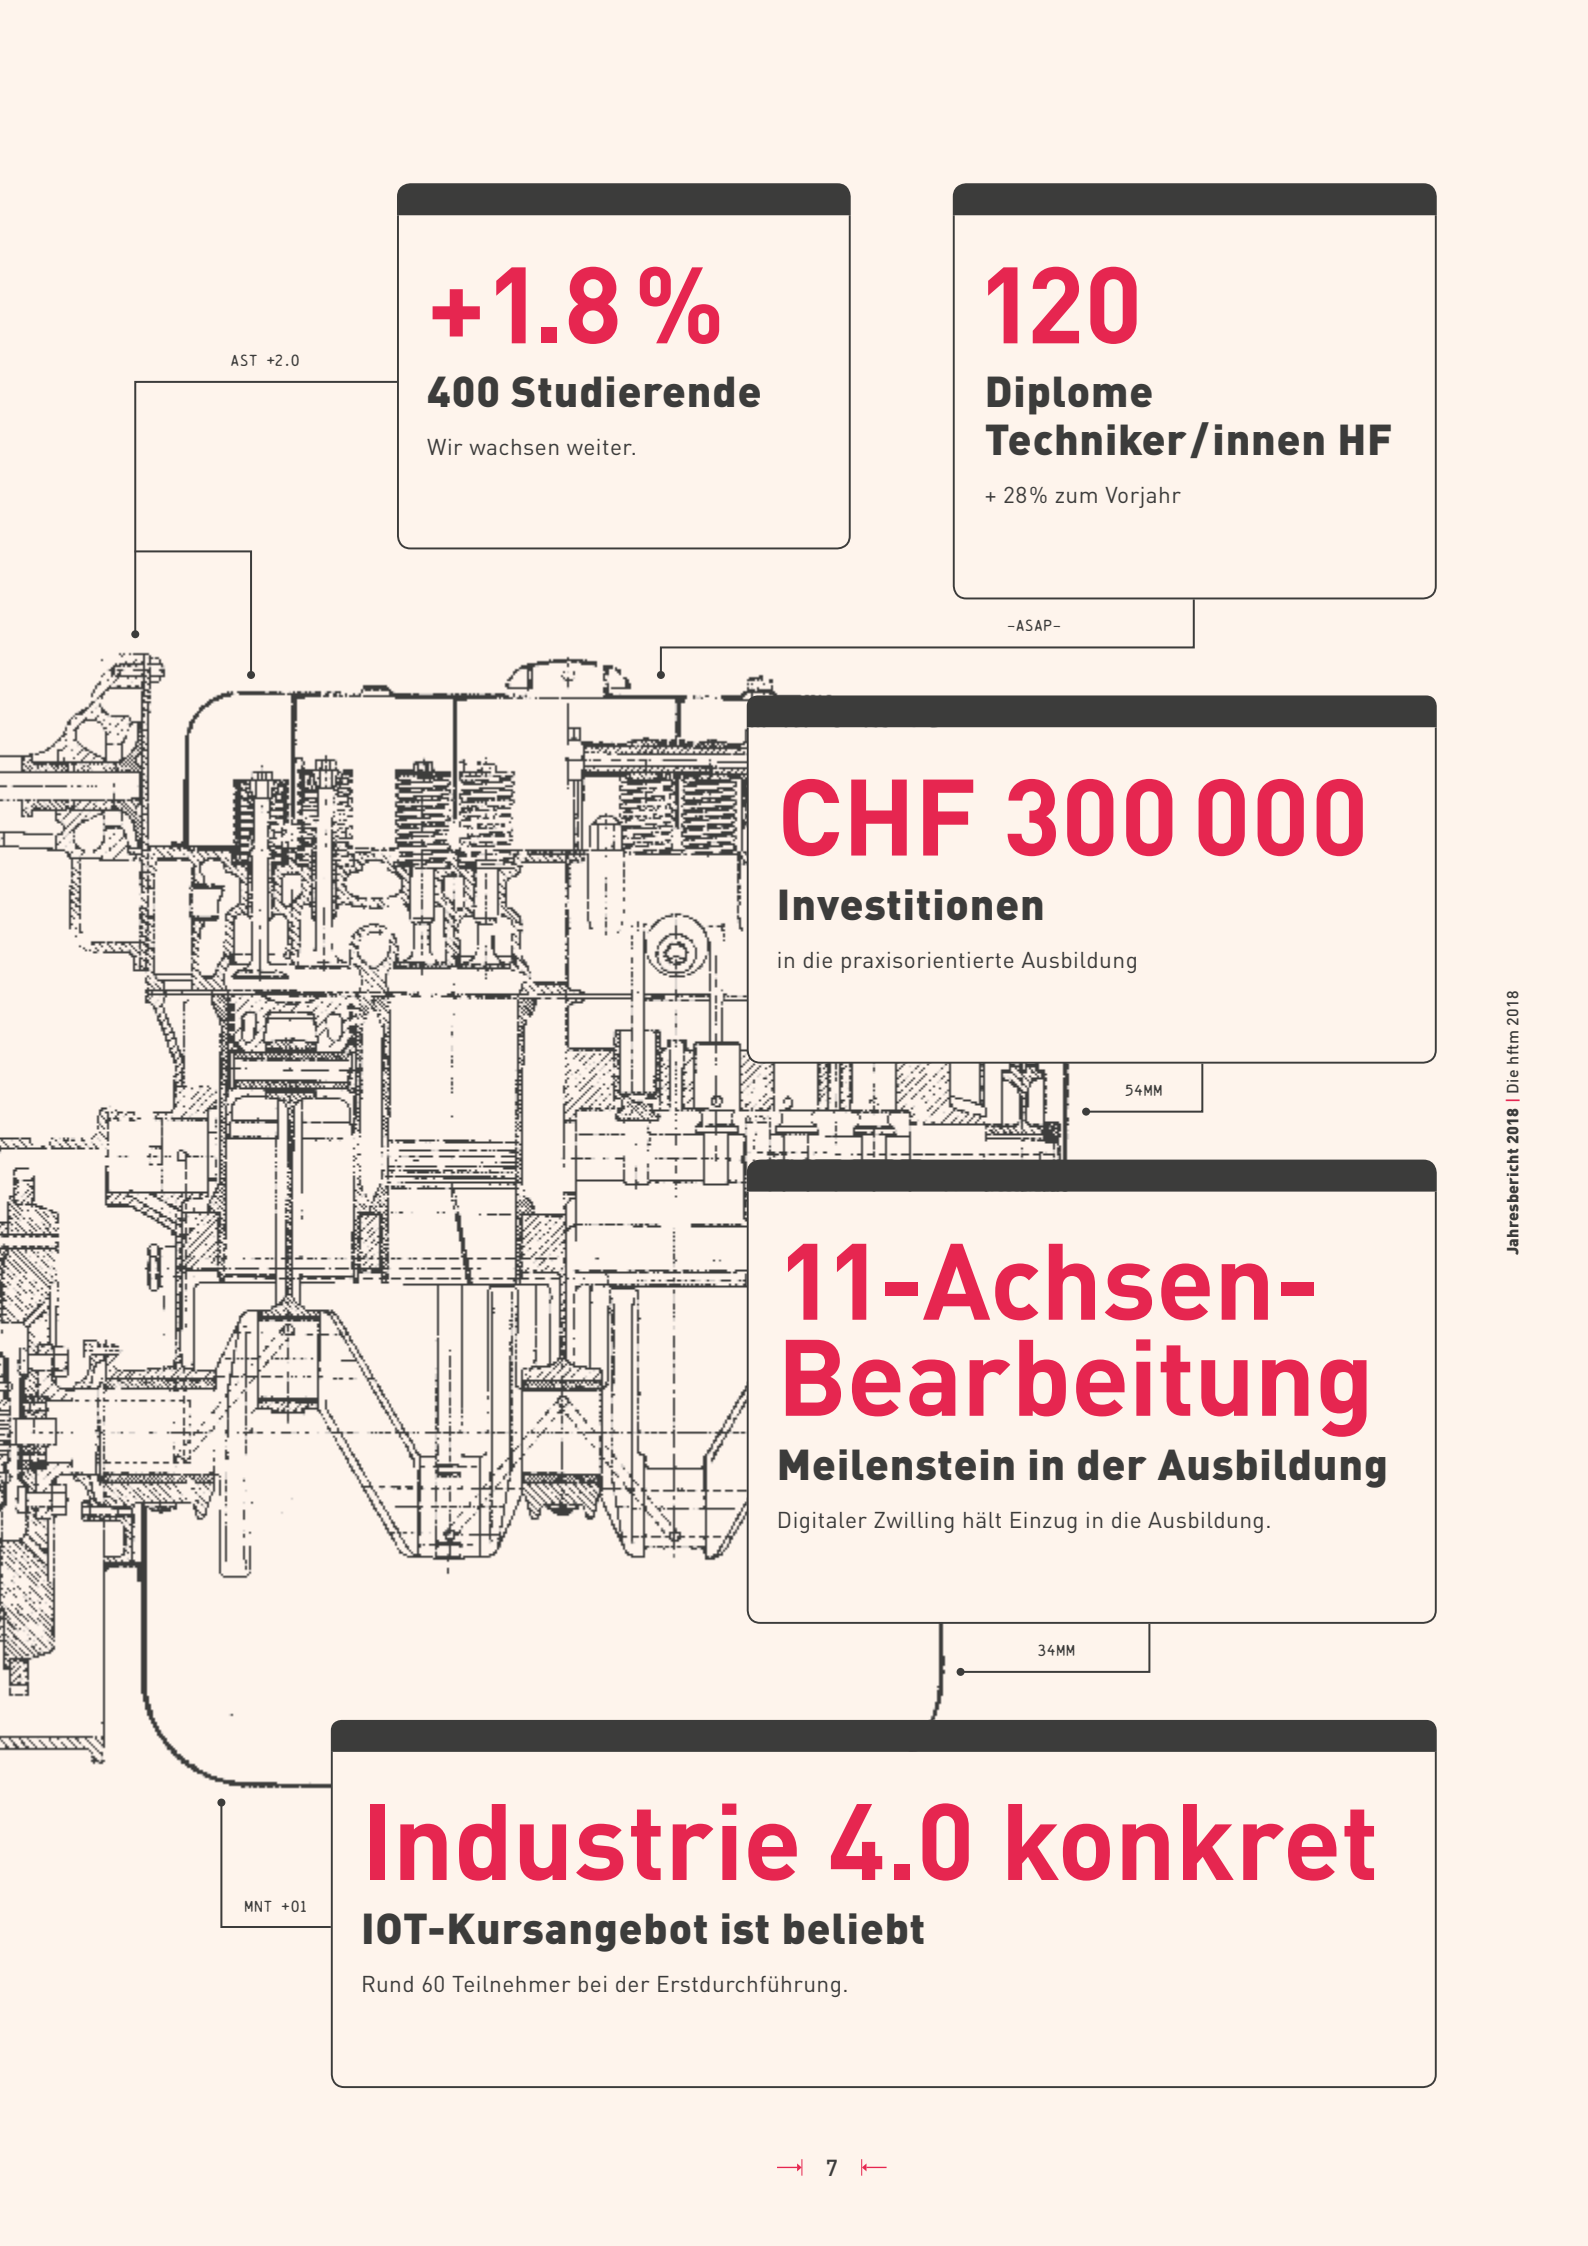 +1.8 %
400 Studierende
Wir wachsen weiter.
AST +2.0
120
Diplome
Techniker/innen HF
+ 28% zum Vorjahr
-ASAP-
CHF 300 000
Investitionen
in die praxisorientierte Ausbildung
54MM
11-Achsen-
Bearbeitung
Meilenstein in der Ausbildung
Digitaler Zwilling hält Einzug in die Ausbildung.
34MM
Industrie 4.0 konkret
IOT-Kursangebot ist beliebt
Rund 60 Teilnehmer bei der Erstdurchführung.
MNT +01
Jahresbericht 2018 | Die hftm 2018
7